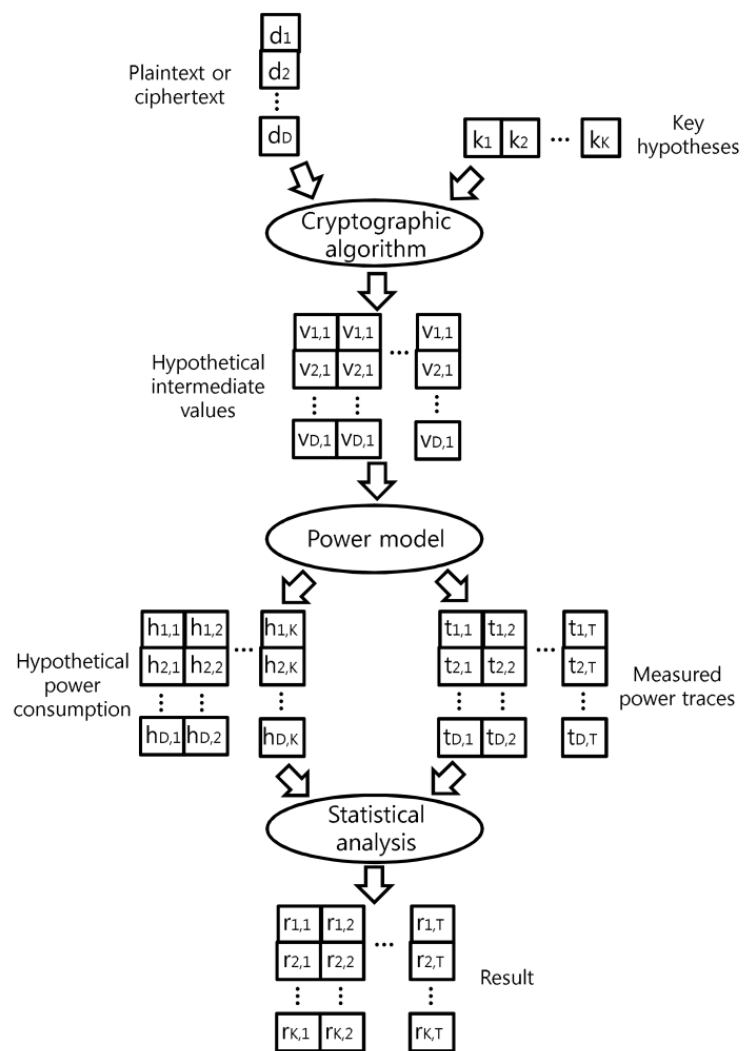 d1
Plaintext or
ciphertext
d2
⋮
dD
k1 k2 ... kK
Key
hypotheses
Cryptographic
algorithm
Hypothetical
intermediate
values
v1,1 v1,1 ... v1,1
v2,1 v2,1 v2,1
⋮ ⋮ ⋮
vD,1 vD,1 vD,1
Power model
Hypothetical
power
consumption
h1,1 h1,2 ... h1,K
h2,1 h2,2 h2,K
⋮ ⋮ ⋮
hD,1 hD,2 hD,K
t1,1 t1,2 ... t1,T
t2,1 t2,2 t2,T
⋮ ⋮ ⋮
tD,1 tD,2 tD,T
Measured
power traces
Statistical
analysis
r1,1 r1,2 ... r1,T
r2,1 r2,2 r2,T
⋮ ⋮ ⋮
rK,1 rK,2 rK,T
Result